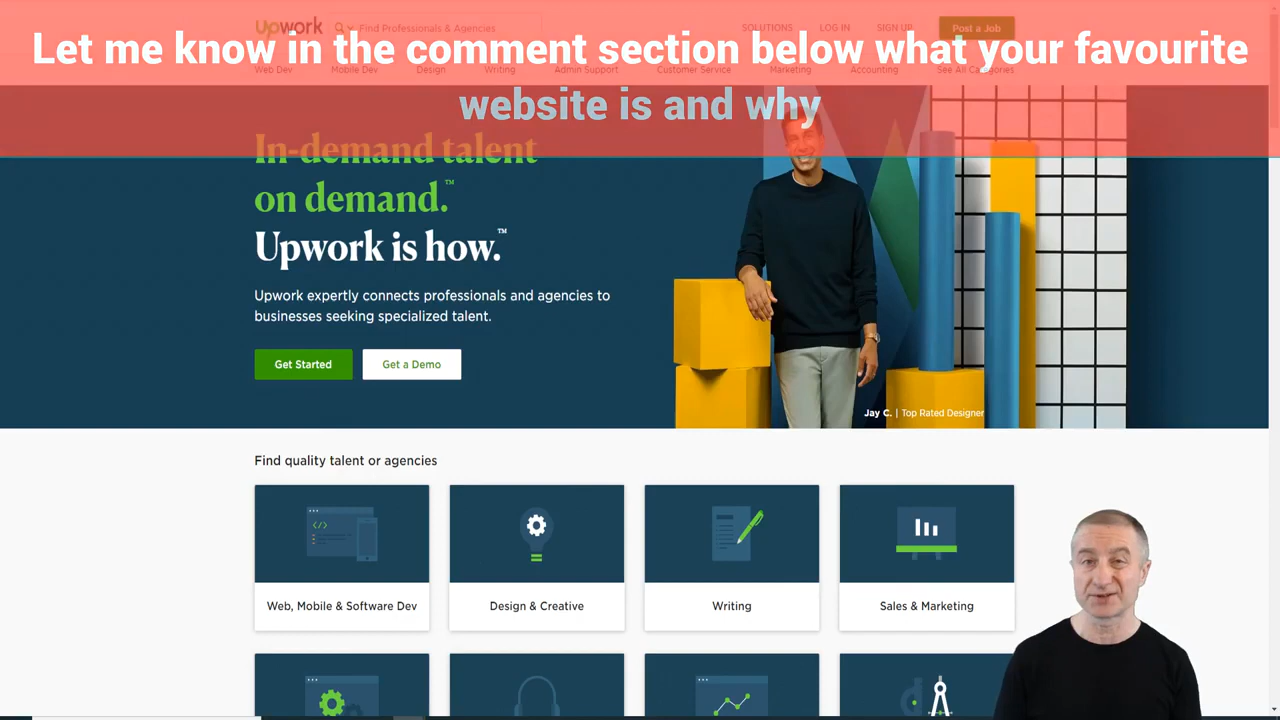 Upwork
Find Professionals & Agencies
SOLUTIONS
LOG IN
SIGN UP
Post a Job
Let me know in the comment section below what your favourite
website is and why
Web Dev
Mobile Dev
Design
Writing
Admin Support
Customer Service
Marketing
Accounting
See All Categories
In-demand talent
on demand.™
Upwork is how.™
Upwork expertly connects professionals and agencies to
businesses seeking specialized talent.
Get Started
Get a Demo
Jay C. | Top Rated Designer
Find quality talent or agencies
Web, Mobile & Software Dev
Design & Creative
Writing
Sales & Marketing